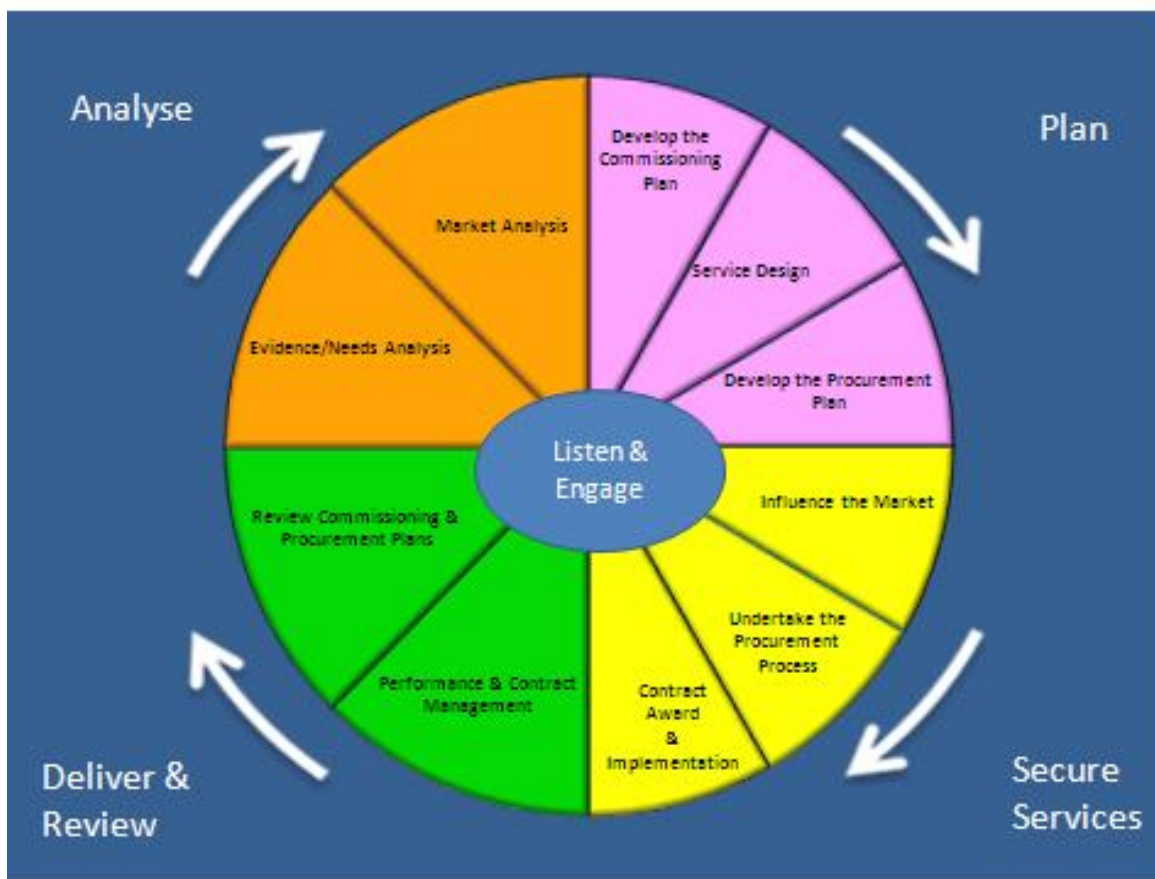 Analyse
Plan
Develop the
Commissioning
Plan
Market Analysis
Service Design
Evidence/Needs Analysis
Develop the Procurement
Plan
Listen &
Engage
Influence the Market
Review Commissioning &
Procurement Plans
Undertake the
Procurement
Process
Performance & Contract
Management
Contract
Award
&
Implementation
Deliver &
Review
Secure
Services